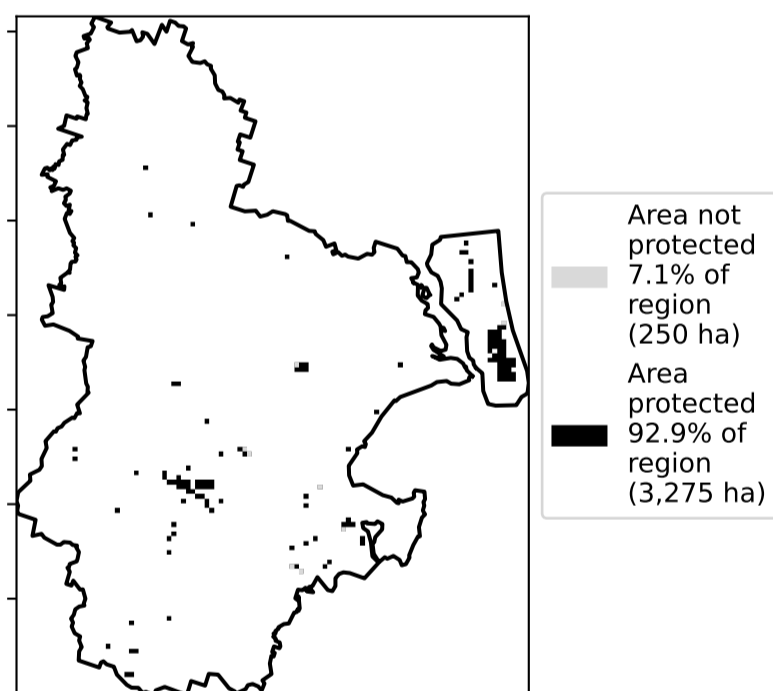 Area not
protected
7.1% of
region
(250 ha)
Area
protected
92.9% of
region
(3,275 ha)